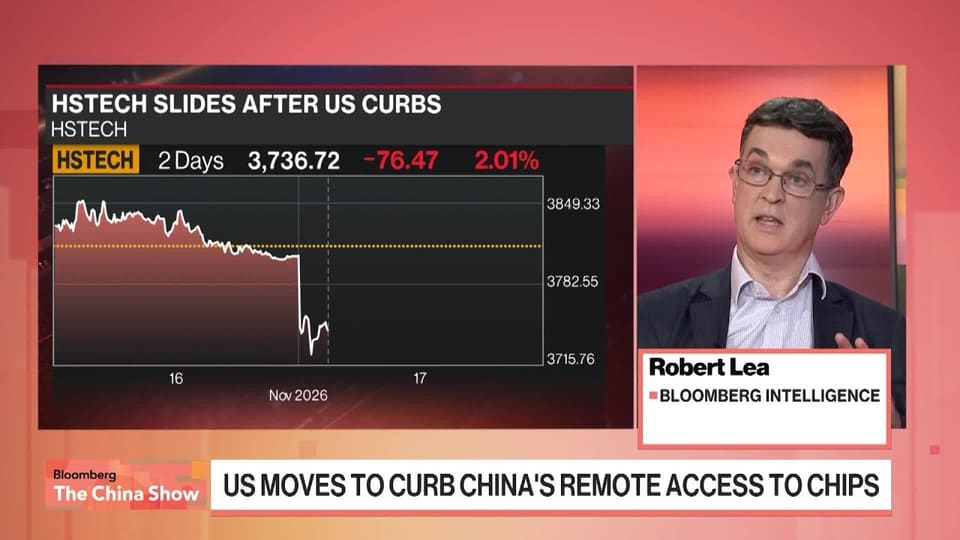 HSTECH SLIDES AFTER US CURBS
HSTECH
HSTECH 2 Days 3,736.72 -76.47 2.01%
3849.33
3782.55
3715.76
16 17
Nov 2026
Robert Lea
BLOOMBERG INTELLIGENCE
Bloomberg
The China Show
US MOVES TO CURB CHINA'S REMOTE ACCESS TO CHIPS